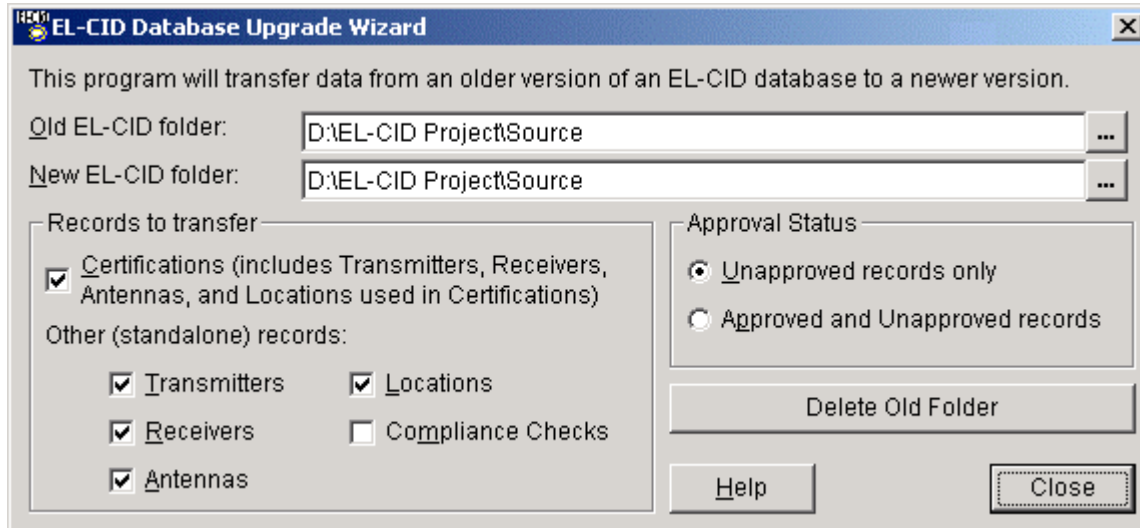 EL-CID Database Upgrade Wizard
This program will transfer data from an older version of an EL-CID database to a newer version.
Old EL-CID folder:
D:\EL-CID Project\Source
...
New EL-CID folder:
D:\EL-CID Project\Source
...
Records to transfer
Certifications (includes Transmitters, Receivers,
Antennas, and Locations used in Certifications)
Other (standalone) records:
Transmitters
Locations
Receivers
Compliance Checks
Antennas
Approval Status
Unapproved records only
Approved and Unapproved records
Delete Old Folder
Help
Close